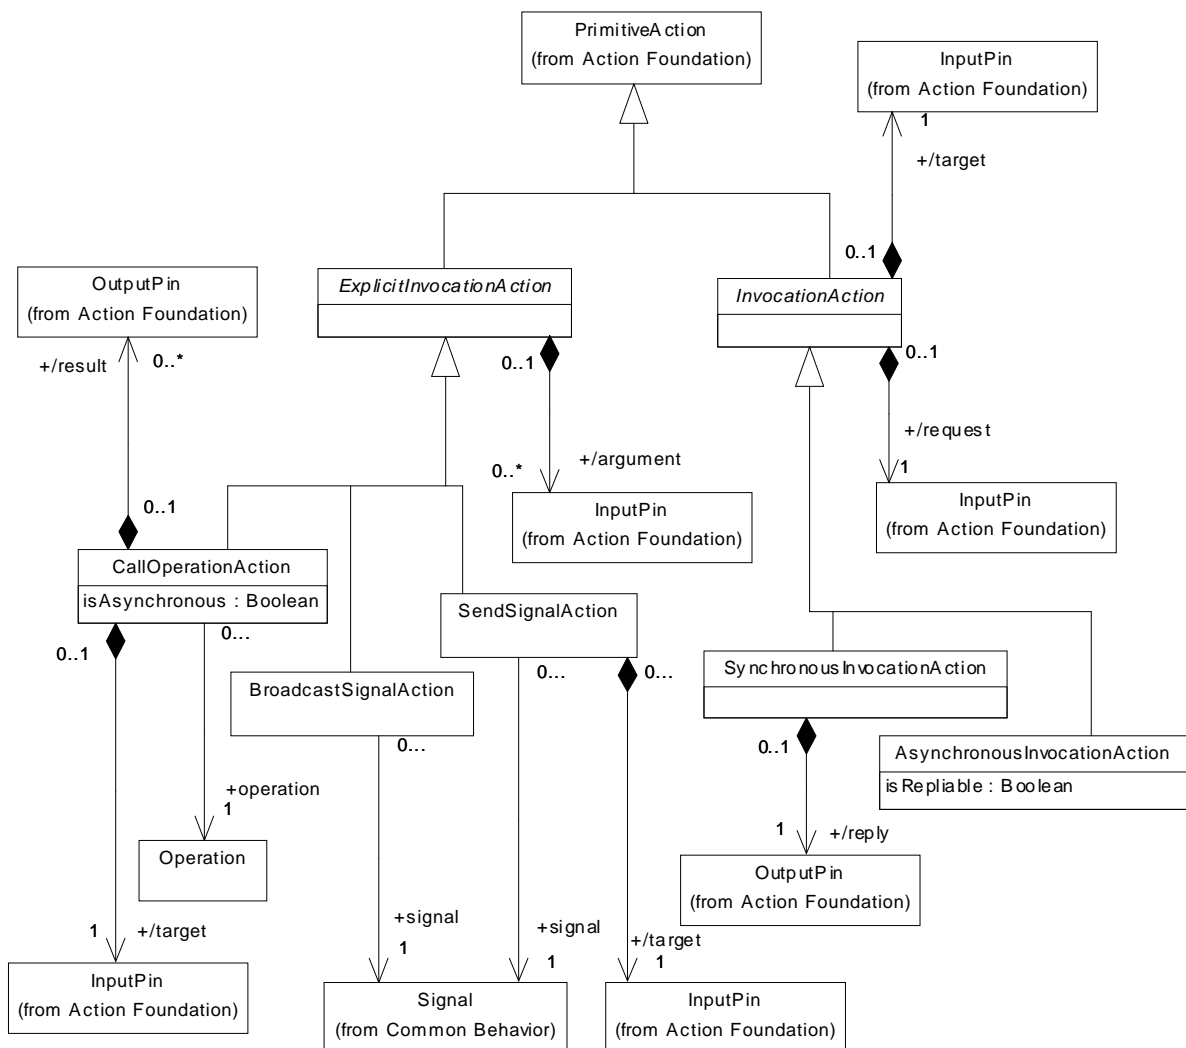 PrimitiveAction
(from Action Foundation)
InputPin
(from Action Foundation)
1
+/target
0..1
OutputPin
(from Action Foundation)
+/result
0..*
ExplicitInvocationAction
InvocationAction
0..1
0..1
+/request
1
+/argument
0..*
InputPin
(from Action Foundation)
InputPin
(from Action Foundation)
0..1
CallOperationAction
isAsynchronous : Boolean
0..1
0...
SendSignalAction
0...
0...
BroadcastSignalAction
0...
SynchronousInvocationAction
0..1
AsynchronousInvocationAction
isRepliable : Boolean
+operation
1
Operation
1
+/reply
OutputPin
(from Action Foundation)
1
+/target
+signal
1
+signal
1
+/target
1
InputPin
(from Action Foundation)
Signal
(from Common Behavior)
InputPin
(from Action Foundation)